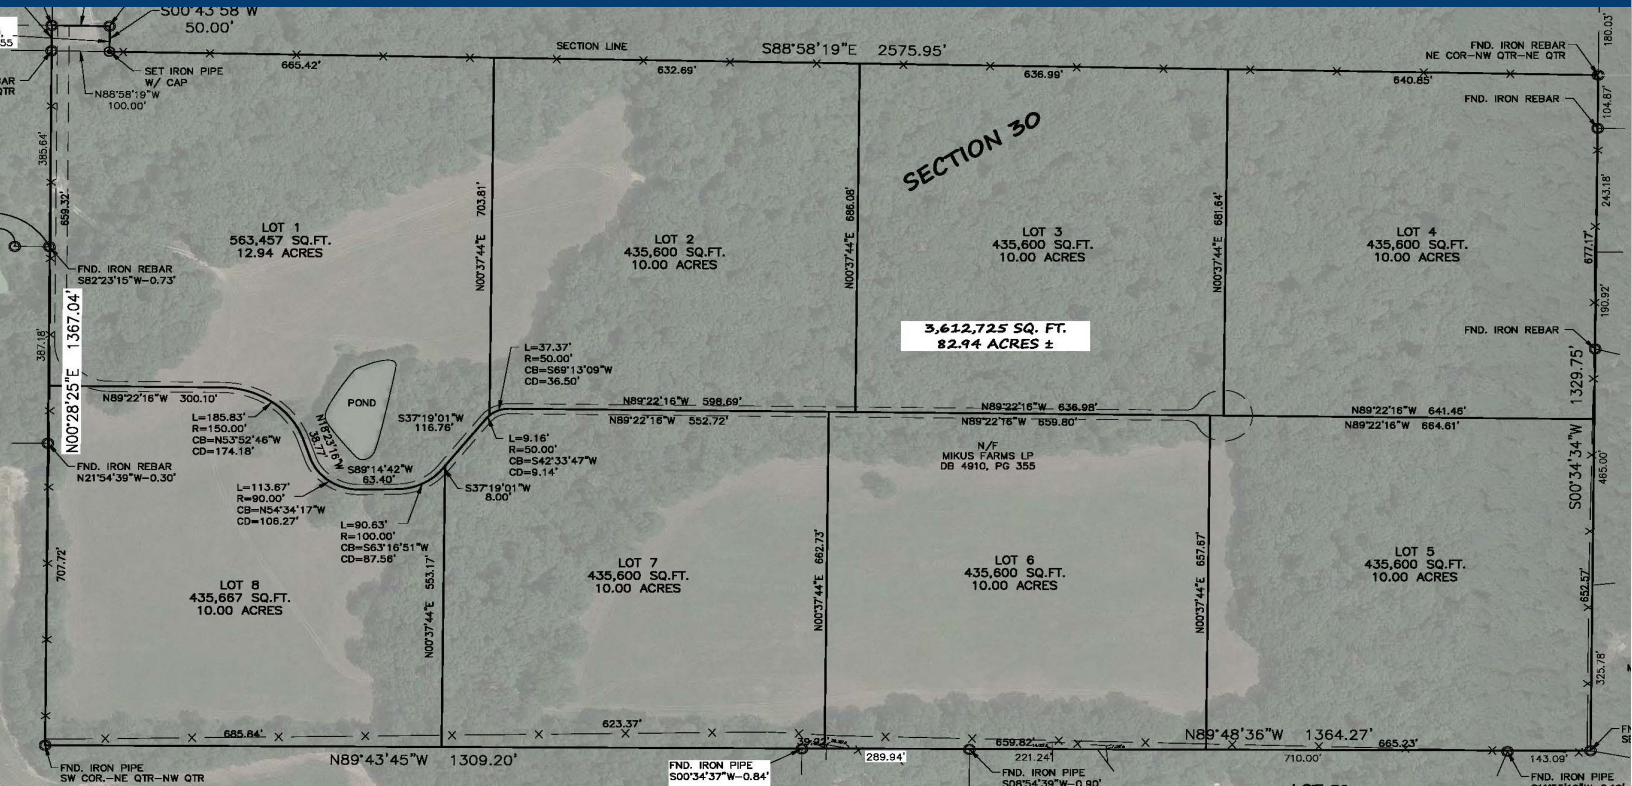 S00°43'58"W
50.00'
55
SECTION LINE
S88°58'19"E 2575.95'
665.42'
632.69'
636.99'
640.85'
FND. IRON REBAR
NE COR-NW QTR-NE QTR
180.03'
SET IRON PIPE
W/ CAP
N88°58'19"W
100.00'
QTR
FND. IRON REBAR
104.87'
SECTION 30
385.64'
659.32'
703.81'
N00°37'44"E
686.08'
N00°37'44"E
681.64'
N00°37'44"E
243.18'
677.17'
190.92'
LOT 1
563,457 SQ.FT.
12.94 ACRES
LOT 2
435,600 SQ.FT.
10.00 ACRES
LOT 3
435,600 SQ.FT.
10.00 ACRES
LOT 4
435,600 SQ.FT.
10.00 ACRES
FND. IRON REBAR
S82°23'15"W-0.73'
N00°28'25"E 1367.04'
387.18'
3,612,725 SQ. FT.
82.94 ACRES ±
FND. IRON REBAR
S00°34'34"W 1329.75'
L=37.37'
R=50.00'
CB=S69°13'09"W
CD=36.50'
N89°22'16"W 300.10'
POND
L=185.83'
R=150.00'
CB=N53°52'46"W
CD=174.18'
N18°23'16"W
38.77'
S37°19'01"W
116.76'
N89°22'16"W 598.69'
N89°22'16"W 552.72'
N89°22'16"W 636.98'
N89°22'16"W 659.80'
N89°22'16"W 641.46'
N89°22'16"W 664.61'
N/F
MIKUS FARMS LP
DB 4910, PG 355
L=9.16'
R=50.00'
CB=S42°33'47"W
CD=9.14'
S89°14'42"W
63.40'
S37°19'01"W
8.00'
FND. IRON REBAR
N21°54'39"W-0.30'
L=113.67'
R=90.00'
CB=N54°34'17"W
CD=106.27'
L=90.63'
R=100.00'
CB=S63°16'51"W
CD=87.56'
485.00'
707.72'
N00°37'44"E 553.17'
N00°37'44"E 662.73'
N00°37'44"E 657.67'
652.57'
325.78'
LOT 8
435,667 SQ.FT.
10.00 ACRES
LOT 7
435,600 SQ.FT.
10.00 ACRES
LOT 6
435,600 SQ.FT.
10.00 ACRES
LOT 5
435,600 SQ.FT.
10.00 ACRES
685.84'
623.37'
659.82'
665.23'
N89°43'45"W 1309.20'
N89°48'36"W 1364.27'
289.94'
221.24'
710.00'
143.09'
FND. IRON PIPE
SW COR.-NE QTR-NW QTR
FND. IRON PIPE
S00°34'37"W-0.84'
FND. IRON PIPE
S08°54'39"W-0.90'
FND. IRON PIPE